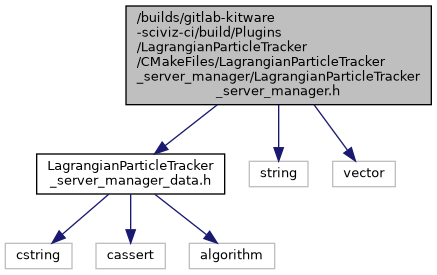 /builds/gitlab-kitware
-sciviz-ci/build/Plugins
/LagrangianParticleTracker
/CMakeFiles/LagrangianParticleTracker
_server_manager/LagrangianParticleTracker
_server_manager.h
LagrangianParticleTracker
_server_manager_data.h
string
vector
cstring
cassert
algorithm